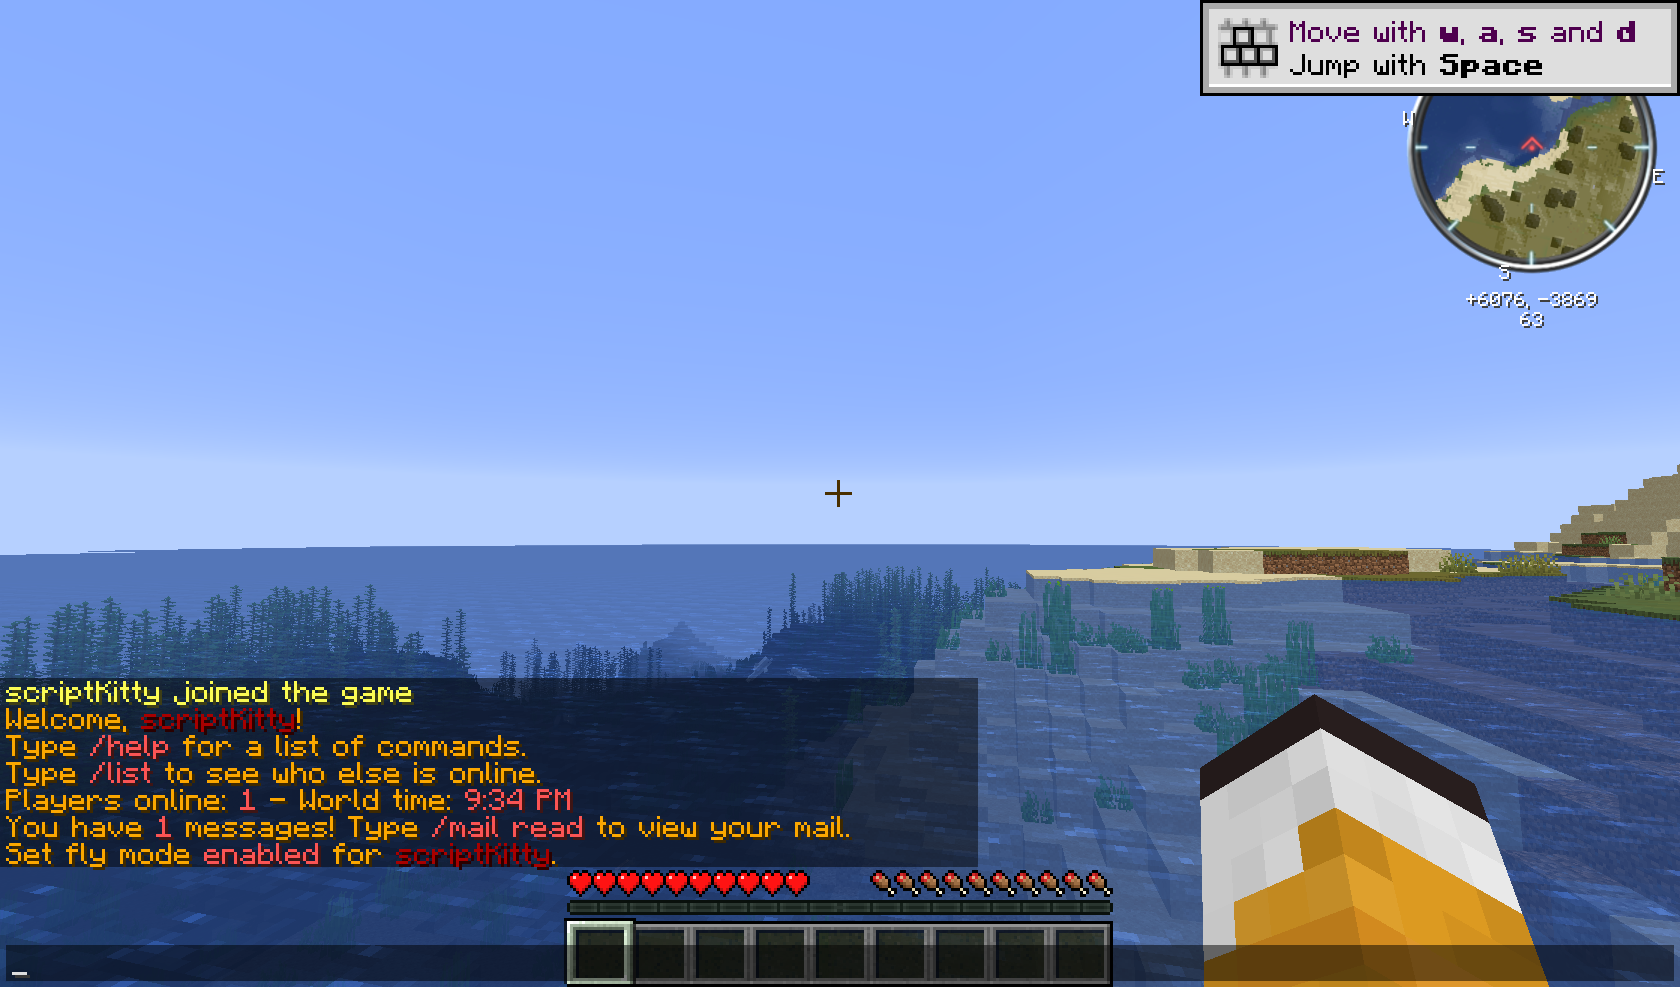 Move with w, a, s and d
Jump with Space
W
E
S
+6076, -3869
63
scriptKitty joined the game
Welcome, scriptKitty!
Type /help for a list of commands.
Type /list to see who else is online.
Players online: 1 - World time: 9:34 PM
You have 1 messages! Type /mail read to view your mail.
Set fly mode enabled for scriptKitty.
_